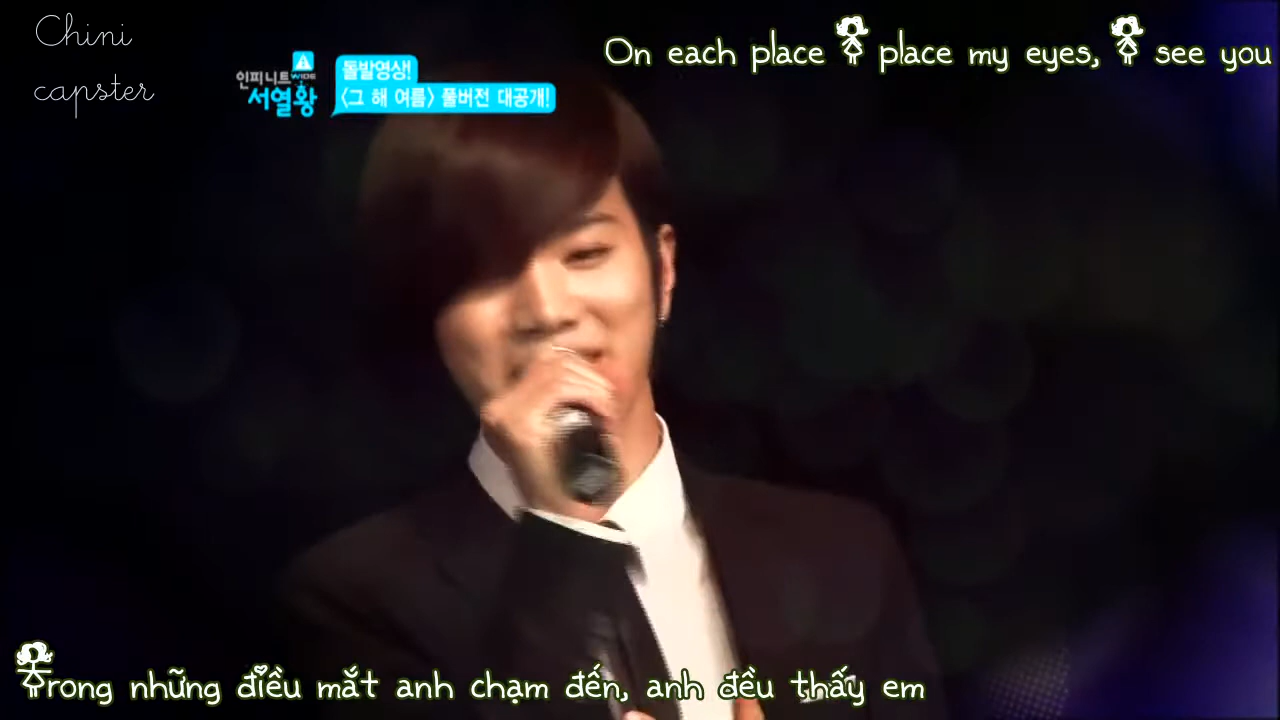 Chini
capster
인피니트 WIDE
서열황
돌발영상!
<그 해 여름> 풀버전 대공개!
On each place I place my eyes, I see you
Trong những điều mắt anh chạm đến, anh đều thấy em